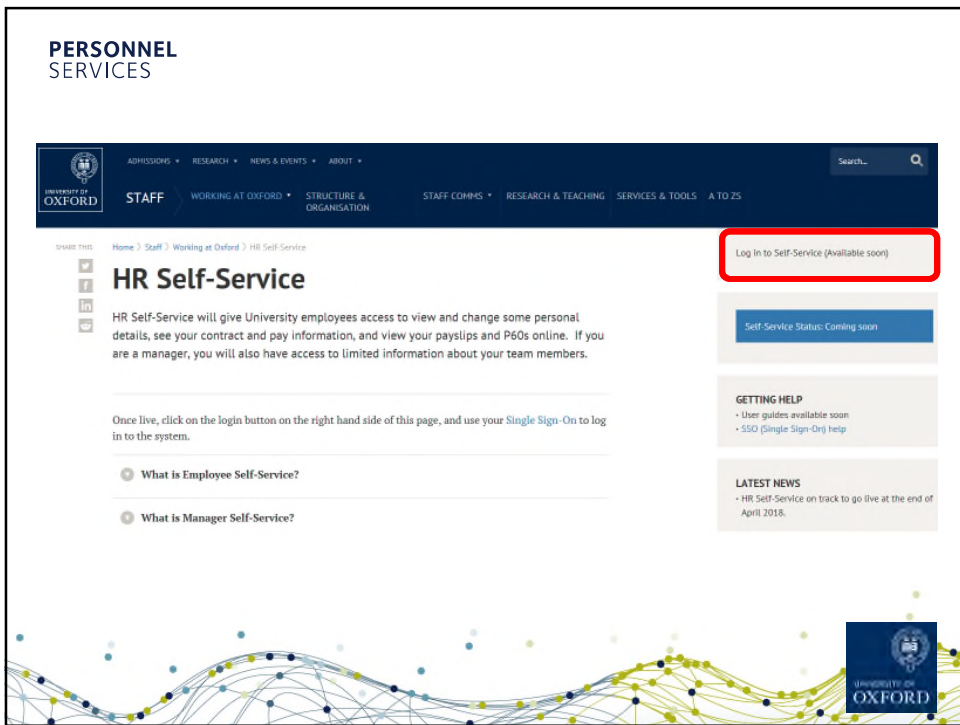 PERSONNEL
SERVICES
UNIVERSITY OF
OXFORD
ADMISSIONS RESEARCH NEWS & EVENTS ABOUT
Search...
STAFF WORKING AT OXFORD STRUCTURE & ORGANISATION STAFF COMMS RESEARCH & TEACHING SERVICES & TOOLS A TO ZS
SHARE THIS
Home > Staff > Working at Oxford > HR Self-Service
HR Self-Service
HR Self-Service will give University employees access to view and change some personal
details, see your contract and pay information, and view your payslips and P60s online. If you
are a manager, you will also have access to limited information about your team members.
Once live, click on the login button on the right hand side of this page, and use your Single Sign-On to log
in to the system.
What is Employee Self-Service?
What is Manager Self-Service?
Log in to Self-Service (Available soon)
Self-Service Status: Coming soon
GETTING HELP
• User guides available soon
• SSO (Single Sign-On) help
LATEST NEWS
• HR Self-Service on track to go live at the end of
April 2018.
UNIVERSITY OF
OXFORD